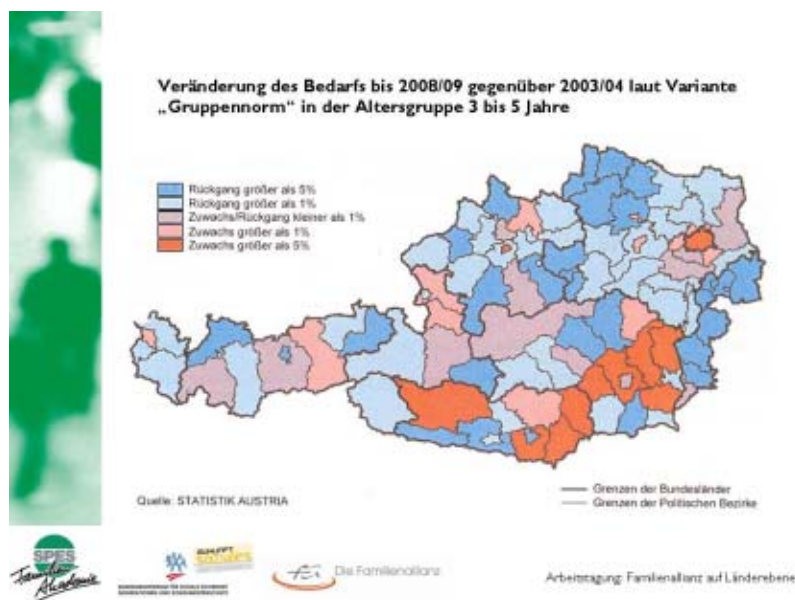 Veränderung des Bedarfs bis 2008/09 gegenüber 2003/04 laut Variante
„Gruppennorm“ in der Altersgruppe 3 bis 5 Jahre
Rückgang größer als 5%
Rückgang größer als 1%
Zuwachs/Rückgang kleiner als 1%
Zuwachs größer als 1%
Zuwachs größer als 5%
Quelle: STATISTIK AUSTRIA
Grenzen der Bundesländer
Grenzen der Politischen Bezirke
SPES
Familien
Akademie
ZUKUNFT
soziales
Die Familienallianz
Arbeitstagung: Familienallianz auf Länderebene